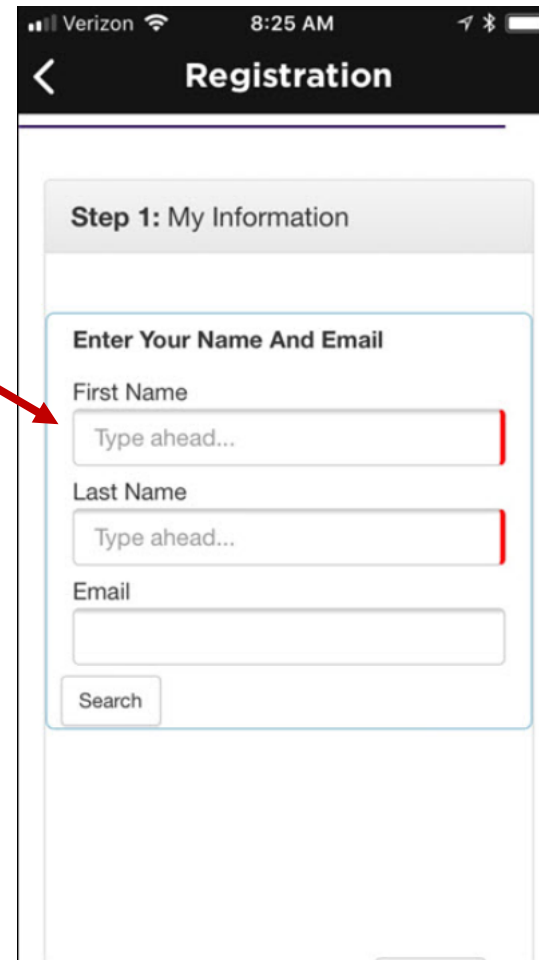 Verizon 8:25 AM
Registration
Step 1: My Information
Enter Your Name And Email
First Name
Type ahead...
Last Name
Type ahead...
Email
Search